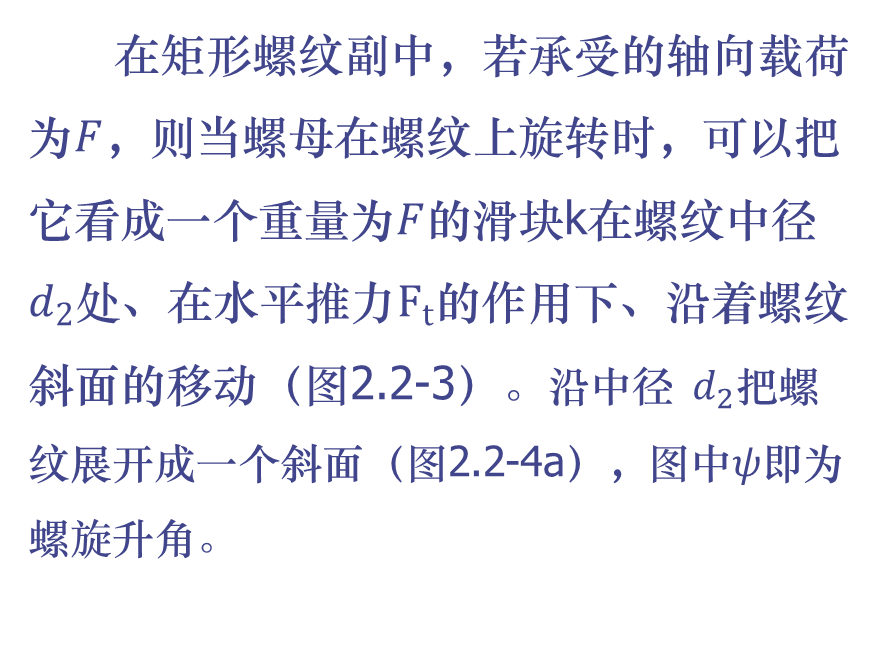 在矩形螺纹副中，若承受的轴向载荷
为F，则当螺母在螺纹上旋转时，可以把
它看成一个重量为F的滑块k在螺纹中径
d₂处、在水平推力Fₜ的作用下、沿着螺纹
斜面的移动（图2.2-3）。沿中径 d₂把螺
纹展开成一个斜面（图2.2-4a），图中ψ即为
螺旋升角。